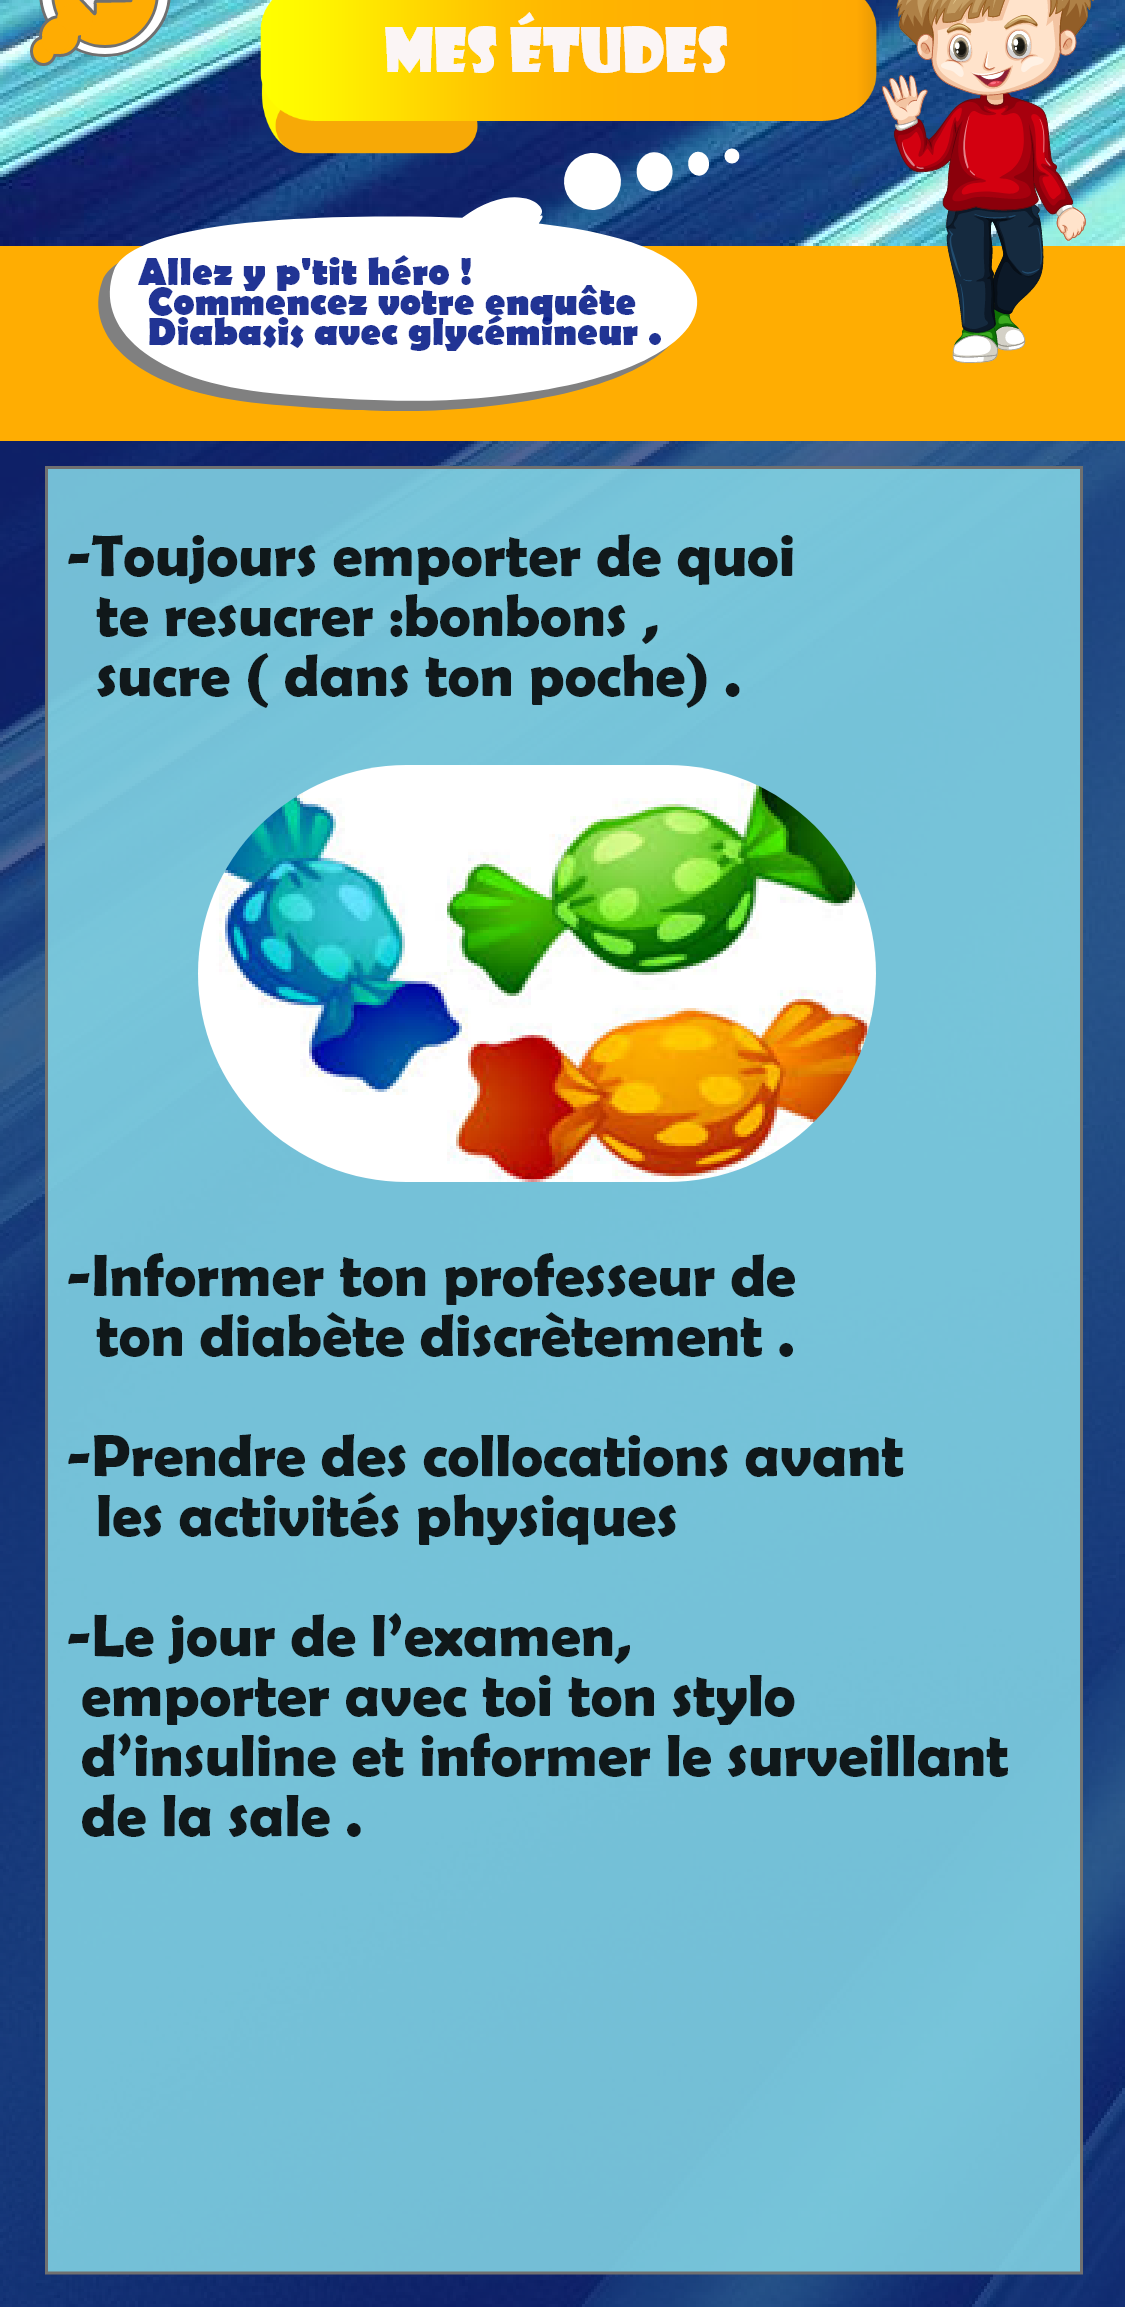 MES ÉTUDES
Allez y p'tit héro !
Commencez votre enquête
Diabasis avec glycémineur .
-Toujours emporter de quoi
te resucrer :bonbons ,
sucre ( dans ton poche) .
-Informer ton professeur de
ton diabète discrètement .
-Prendre des collocations avant
les activités physiques
-Le jour de l’examen,
emporter avec toi ton stylo
d’insuline et informer le surveillant
de la sale .